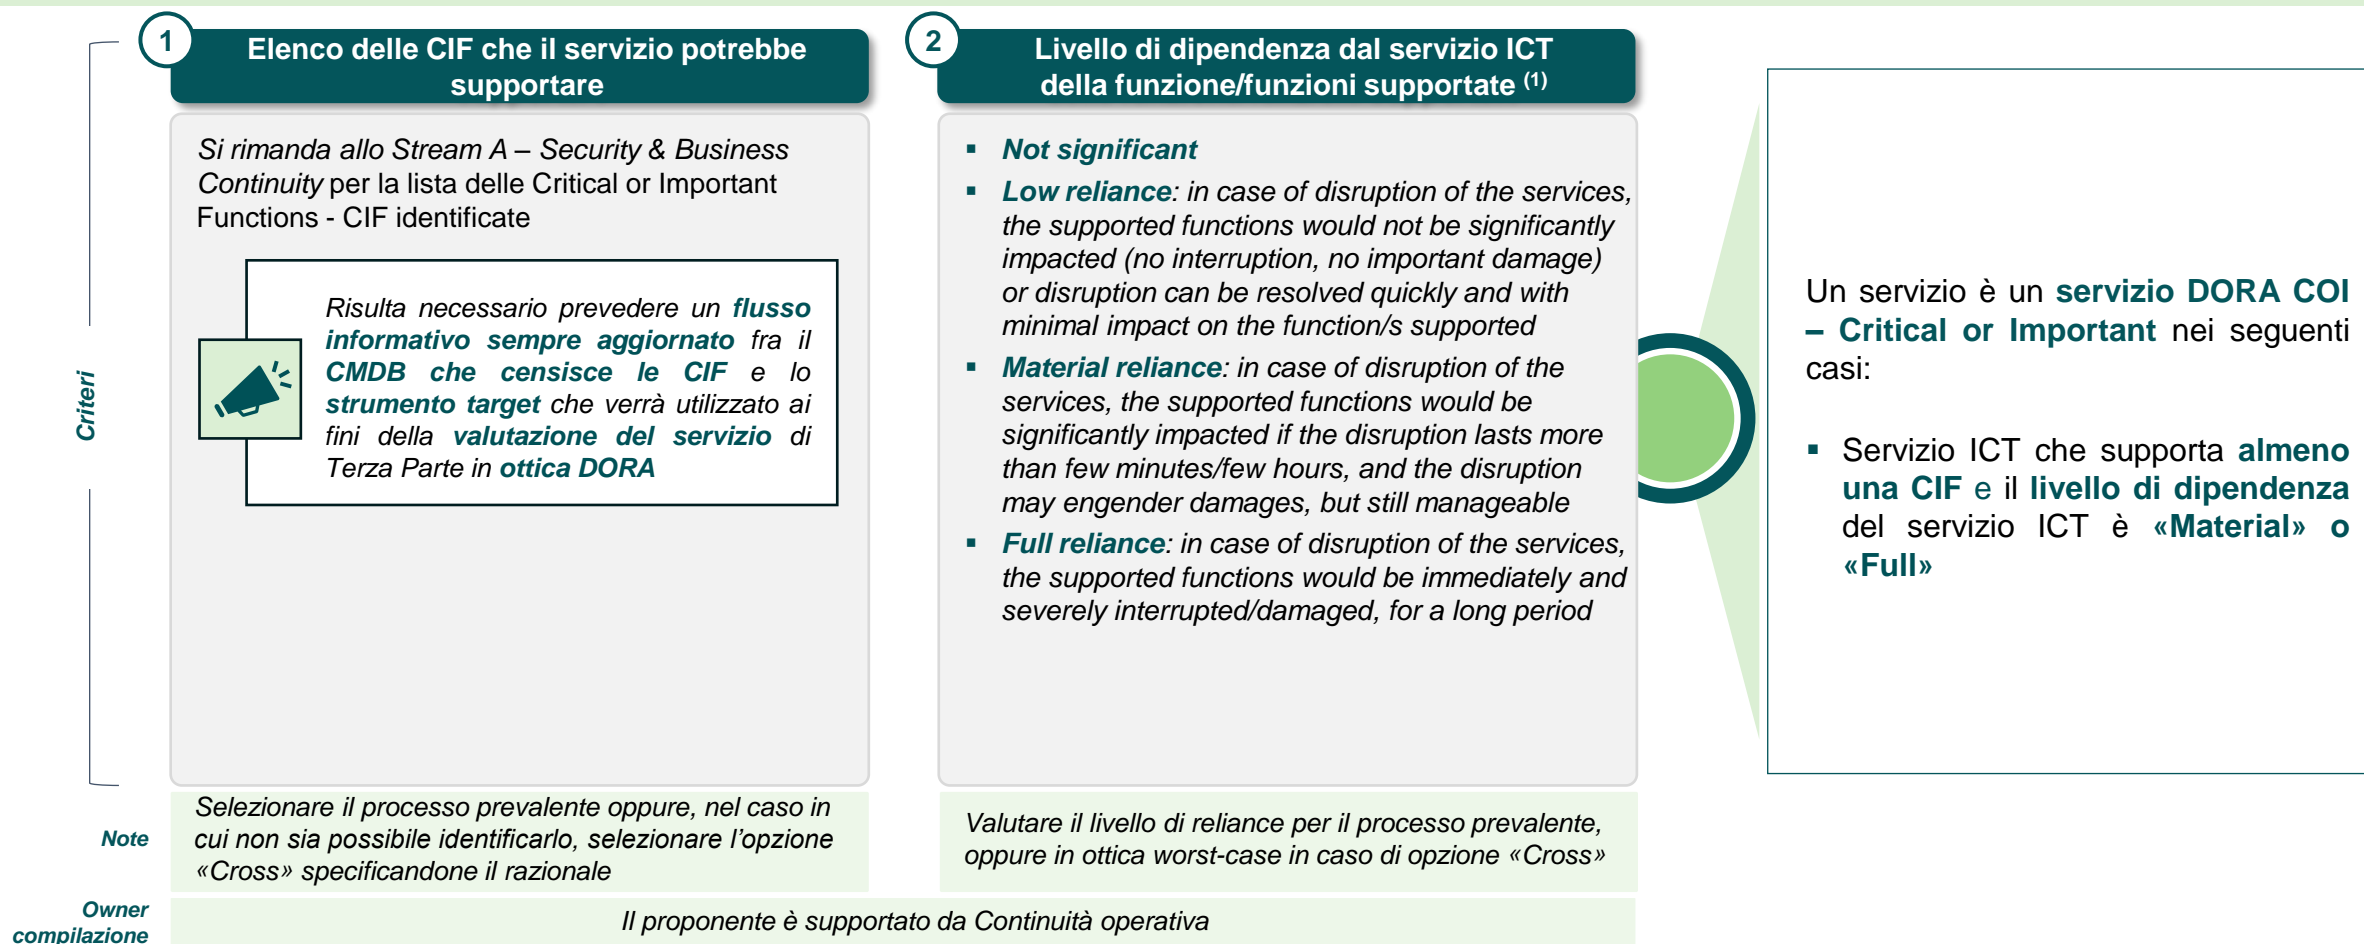 1
Elenco delle CIF che il servizio potrebbe
supportare
Si rimanda allo Stream A – Security & Business
Continuity per la lista delle Critical or Important
Functions - CIF identificate
Risulta necessario prevedere un flusso
informativo sempre aggiornato fra il
CMDB che censisce le CIF e lo
strumento target che verrà utilizzato ai
fini della valutazione del servizio di
Terza Parte in ottica DORA
Criteri
2
Livello di dipendenza dal servizio ICT
della funzione/funzioni supportate (1)
▪ Not significant
▪ Low reliance: in case of disruption of the services,
the supported functions would not be significantly
impacted (no interruption, no important damage)
or disruption can be resolved quickly and with
minimal impact on the function/s supported
▪ Material reliance: in case of disruption of the
services, the supported functions would be
significantly impacted if the disruption lasts more
than few minutes/few hours, and the disruption
may engender damages, but still manageable
▪ Full reliance: in case of disruption of the services,
the supported functions would be immediately and
severely interrupted/damaged, for a long period
Un servizio è un servizio DORA COI
– Critical or Important nei seguenti
casi:
▪ Servizio ICT che supporta almeno
una CIF e il livello di dipendenza
del servizio ICT è «Material» o
«Full»
Note
Selezionare il processo prevalente oppure, nel caso in
cui non sia possibile identificarlo, selezionare l’opzione
«Cross» specificandone il razionale
Valutare il livello di reliance per il processo prevalente,
oppure in ottica worst-case in caso di opzione «Cross»
Owner
compilazione
Il proponente è supportato da Continuità operativa